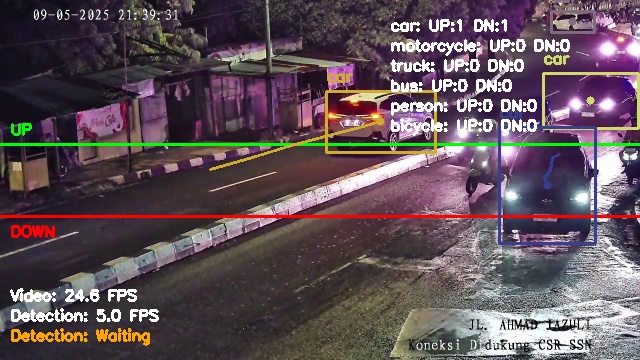 09-05-2025 21:39:31
car: UP:1 DN:1
motorcycle: UP:0 DN:0
truck: UP:0 DN:0
bus: UP:0 DN:0
person: UP:0 DN:0
bicycle: UP:0 DN:0
car
car
UP
DOWN
Video: 24.6 FPS
Detection: 5.0 FPS
Detection: Waiting
JL. AHMAD JAZULI
Koneksi Didukung CSR SSN